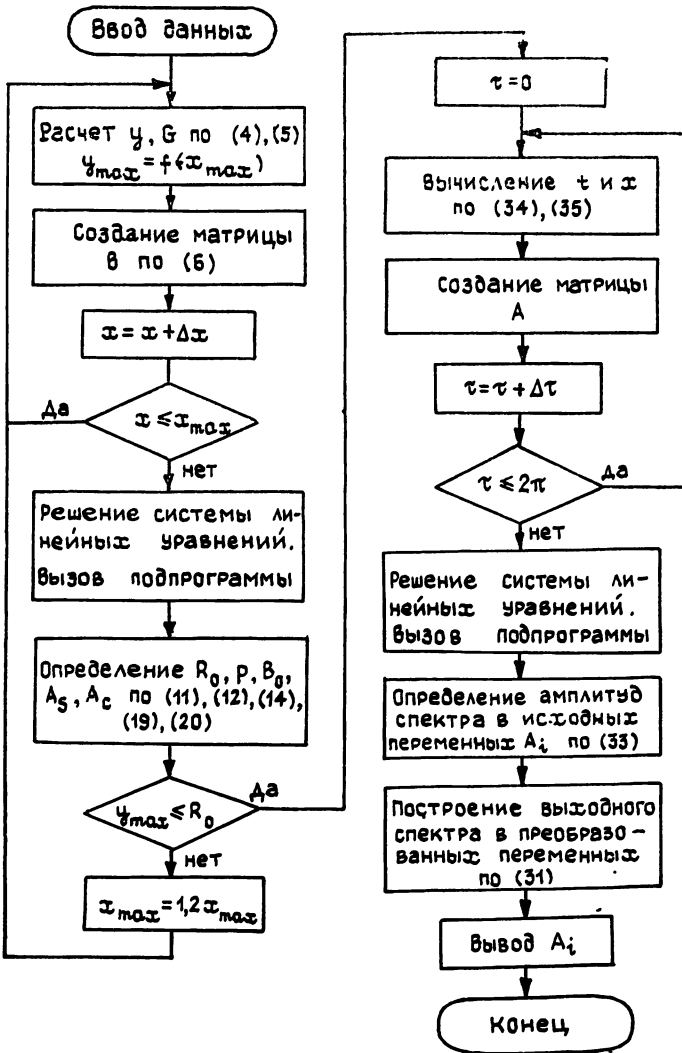 Ввод данных
Расчет y, G по (4), (5)
y_max = f(x_max)
Создание матрицы
B по (6)
x = x + Δx
Да
x ≤ x_max
нет
Решение системы ли-
нейных уравнений.
Вызов подпрограммы
Определение R₀, p, B₀,
A_S, A_C по (11), (12), (14),
(19), (20)
Да
y_max ≤ R₀
нет
x_max = 1,2 x_max
τ = 0
Вычисление t и x
по (34), (35)
Создание матрицы
A
τ = τ + Δτ
τ ≤ 2π
да
нет
Решение системы ли-
нейных уравнений.
Вызов подпрограммы
Определение амплитуд
спектра в исходных
переменных A_i по (33)
Построение выходного
спектра в преобразо-
ванных переменных
по (31)
Вывод A_i
Конец